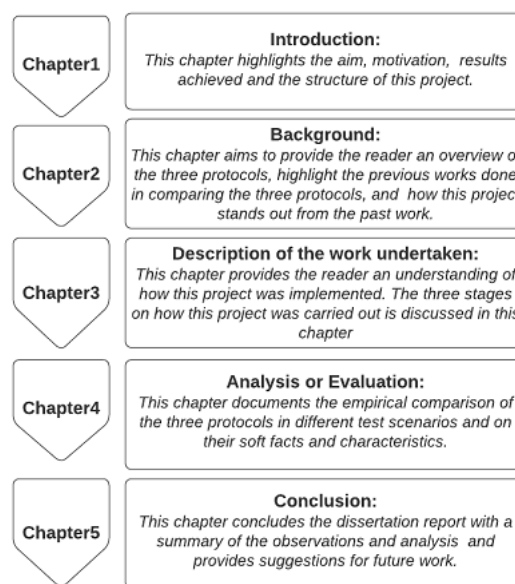 Chapter1
Introduction:
This chapter highlights the aim, motivation, results
achieved and the structure of this project.
Chapter2
Background:
This chapter aims to provide the reader an overview o
the three protocols, highlight the previous works done
in comparing the three protocols, and how this projec
stands out from the past work.
Chapter3
Description of the work undertaken:
This chapter provides the reader an understanding of
how this project was implemented. The three stages
on how this project was carried out is discussed in this
chapter
Chapter4
Analysis or Evaluation:
This chapter documents the empirical comparison of
the three protocols in different test scenarios and on
their soft facts and characteristics.
Chapter5
Conclusion:
This chapter concludes the dissertation report with a
summary of the observations and analysis and
provides suggestions for future work.